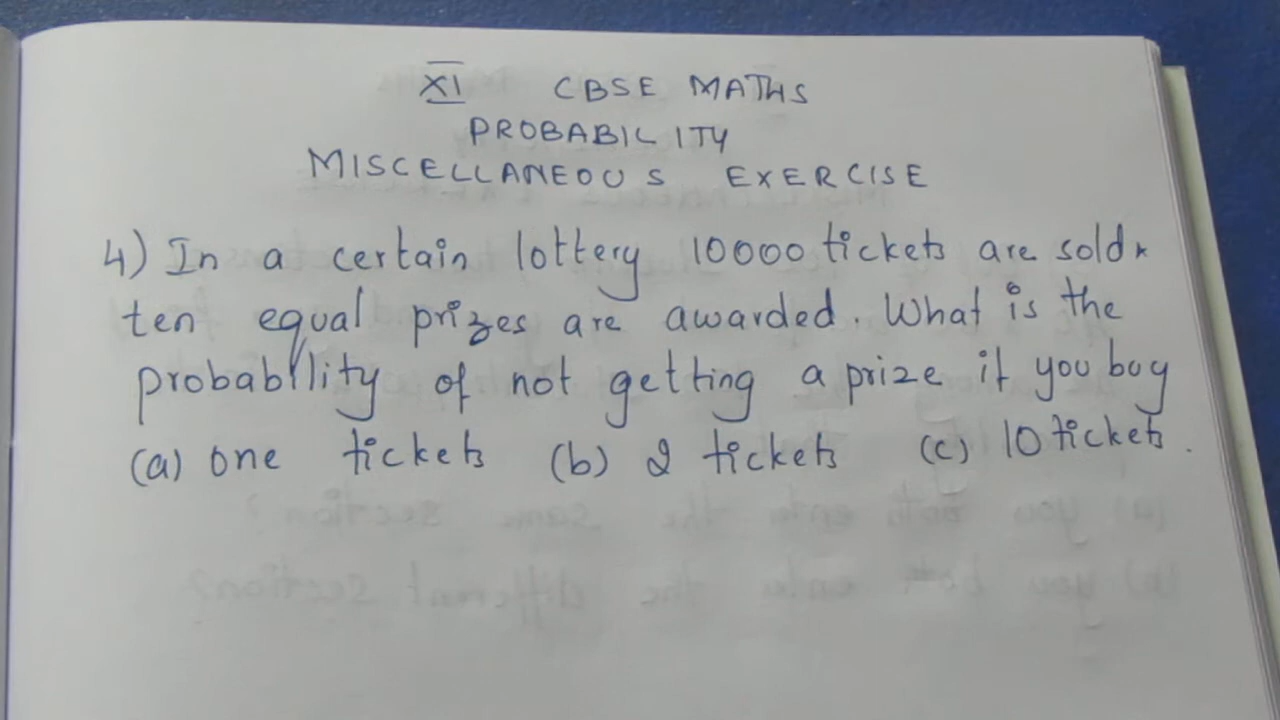 XI CBSE MATHS
PROBABILITY
MISCELLANEOUS EXERCISE
4) In a certain lottery 10000 tickets are sold &
ten equal prizes are awarded. What is the
probability of not getting a prize if you buy
(a) one tickets (b) 2 tickets (c) 10 tickets.